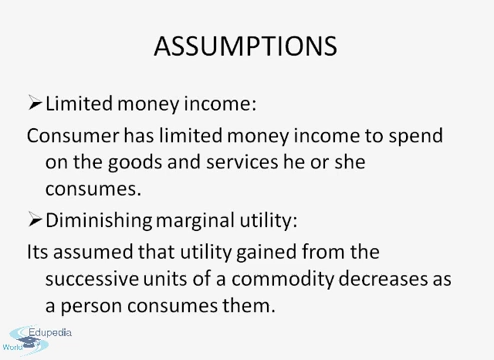 ASSUMPTIONS
➢Limited money income:
Consumer has limited money income to spend
on the goods and services he or she
consumes.
➢Diminishing marginal utility:
Its assumed that utility gained from the
successive units of a commodity decreases as
a person consumes them.
Edupedia
World